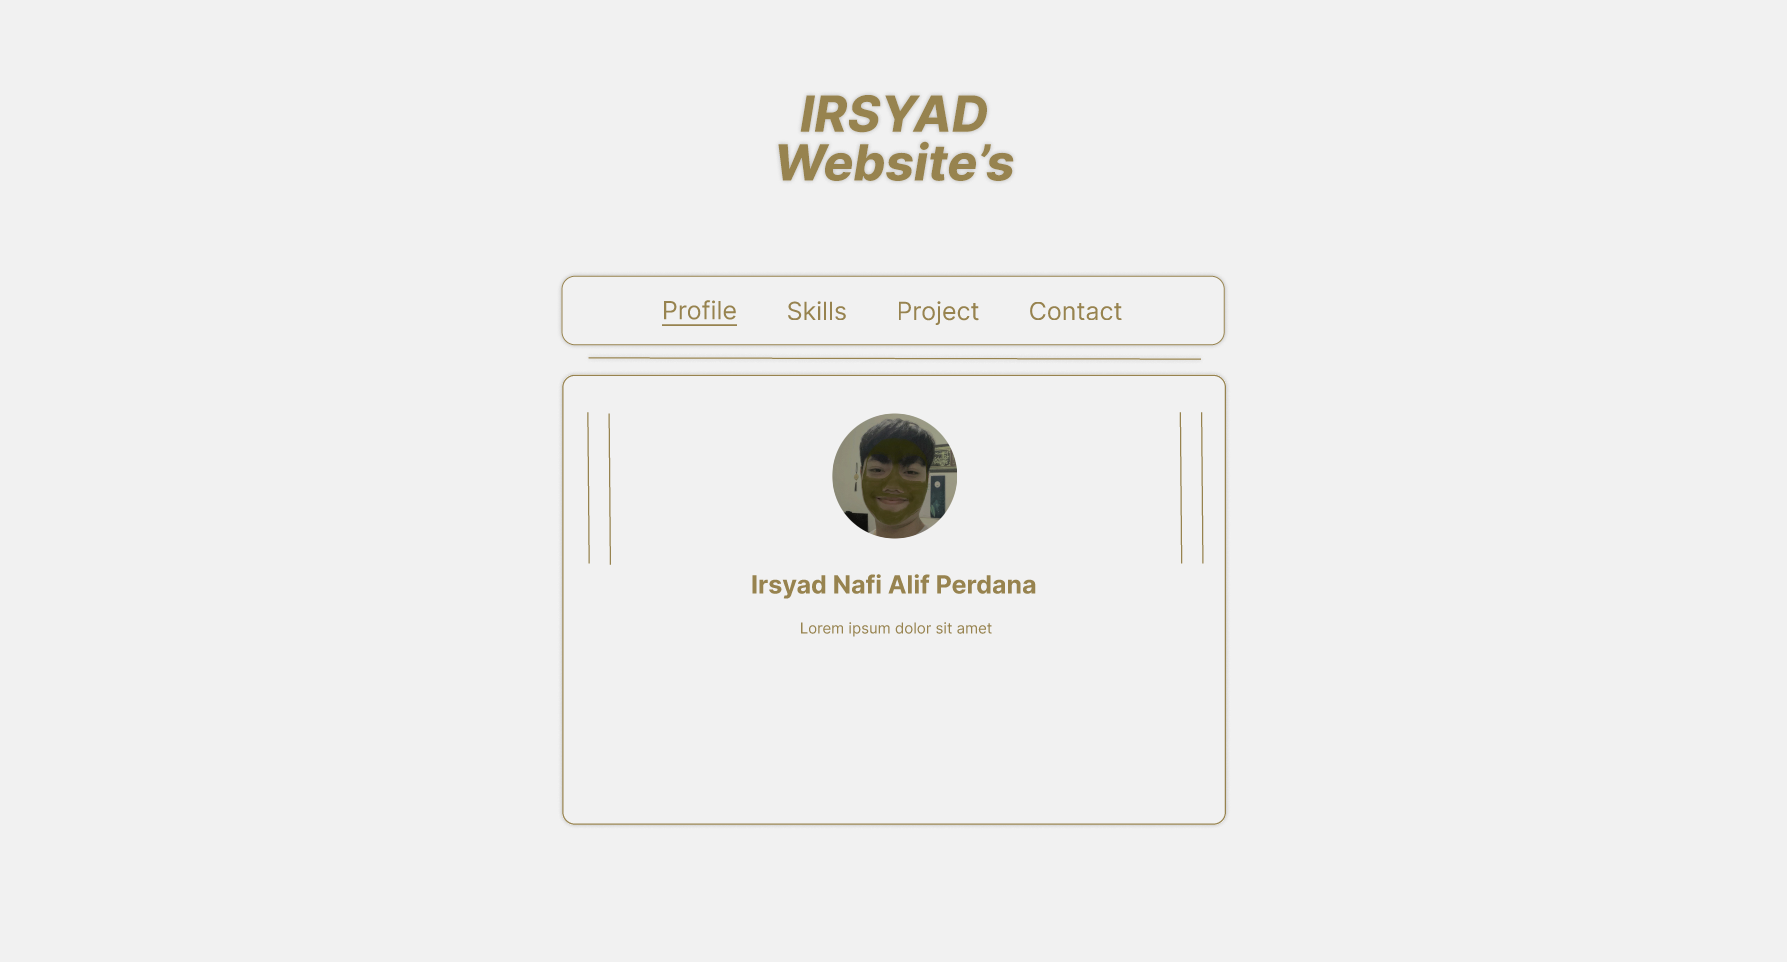 IRSYAD
Website’s
Profile Skills Project Contact
Irsyad Nafi Alif Perdana
Lorem ipsum dolor sit amet